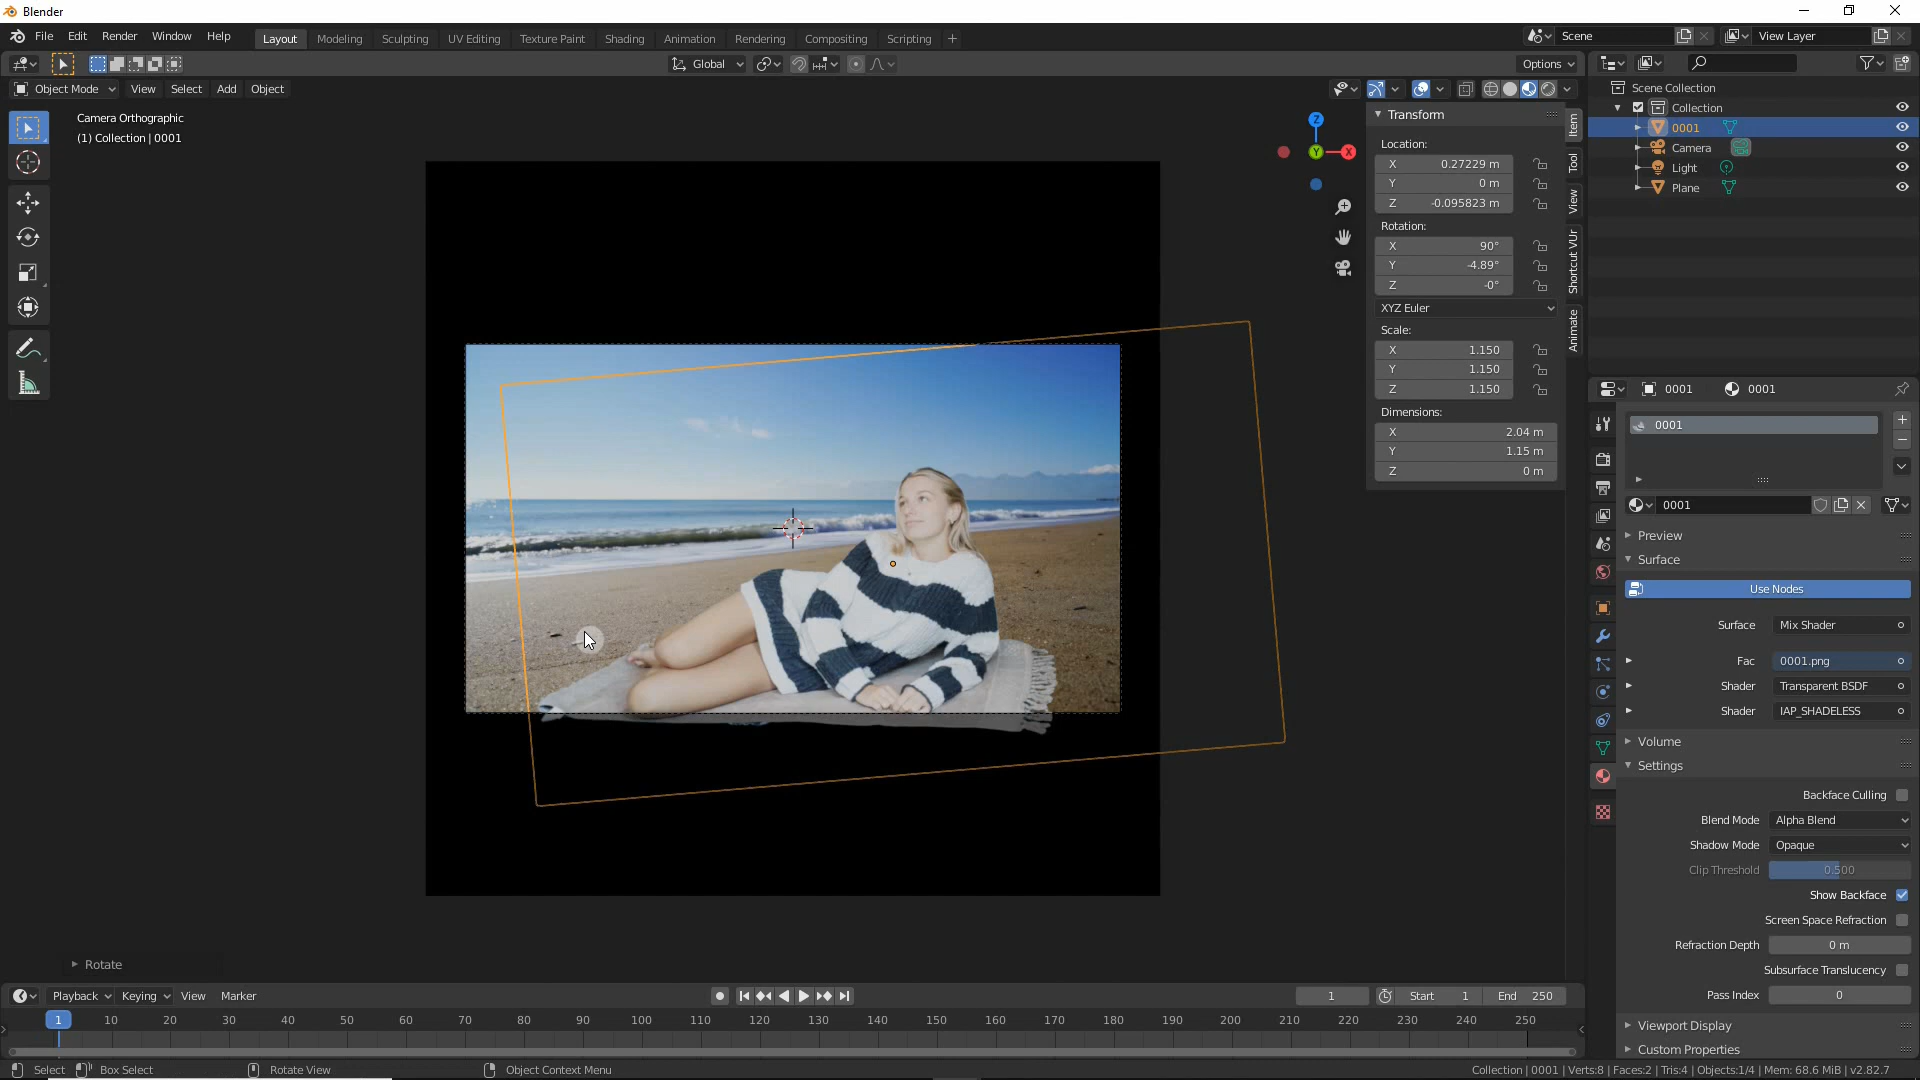 Blender
File Edit Render Window Help
Layout Modeling Sculpting UV Editing Texture Paint Shading Animation Rendering Compositing Scripting +
Scene
View Layer
Global
Options
Object Mode View Select Add Object
Camera Orthographic
(1) Collection | 0001
Z
Y
X
Transform
Location:
X 0.27229 m
Y 0 m
Z -0.095823 m
Rotation:
X 90°
Y -4.89°
Z -0°
XYZ Euler
Scale:
X 1.150
Y 1.150
Z 1.150
Dimensions:
X 2.04 m
Y 1.15 m
Z 0 m
Item
Tool
View
Shortcut VUr
Animate
Scene Collection
Collection
0001
Camera
Light
Plane
0001 0001
0001
0001
Preview
Surface
Use Nodes
Surface Mix Shader
Fac 0001.png
Shader Transparent BSDF
Shader IAP_SHADELESS
Volume
Settings
Backface Culling
Blend Mode Alpha Blend
Shadow Mode Opaque
Clip Threshold 0.500
Show Backface
Screen Space Refraction
Refraction Depth 0 m
Subsurface Translucency
Pass Index 0
Viewport Display
Custom Properties
Rotate
Playback Keying View Marker
1 Start 1 End 250
1 10 20 30 40 50 60 70 80 90 100 110 120 130 140 150 160 170 180 190 200 210 220 230 240 250
Select Box Select Rotate View Object Context Menu
Collection | 0001 | Verts:8 | Faces:2 | Tris:4 | Objects:1/4 | Mem: 68.6 MiB | v2.82.7